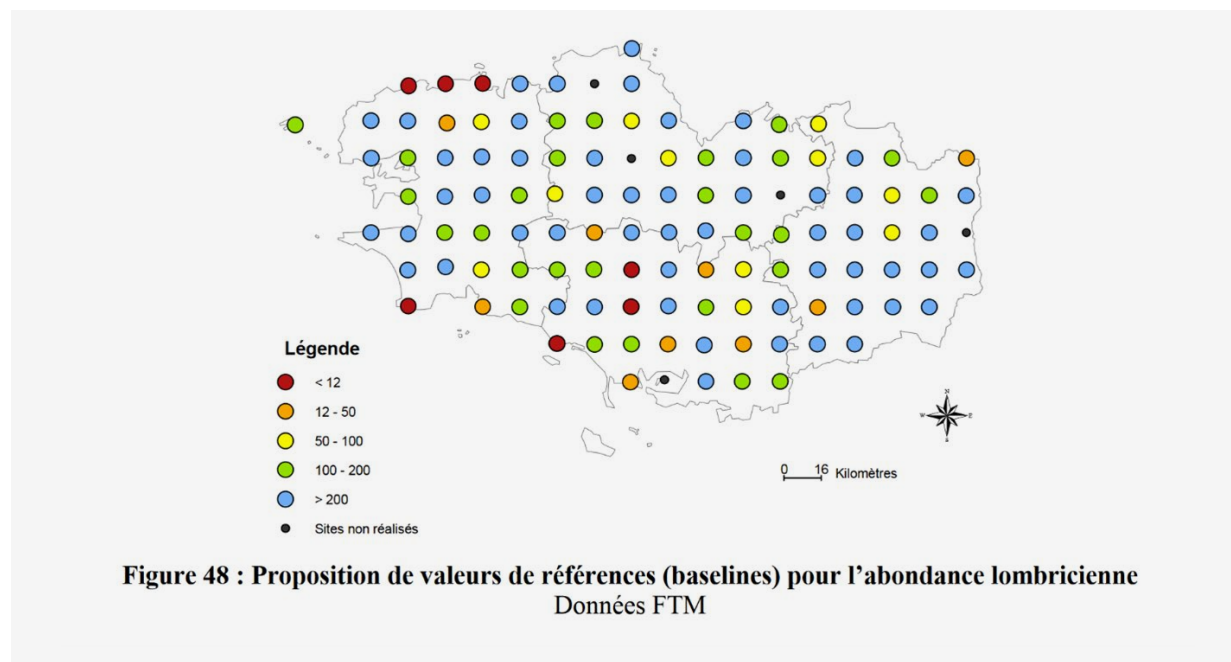 Légende
< 12
12 - 50
50 - 100
100 - 200
> 200
Sites non réalisés
N
W E
S
0 16 Kilomètres
Figure 48 : Proposition de valeurs de références (baselines) pour l’abondance lombricienne
Données FTM